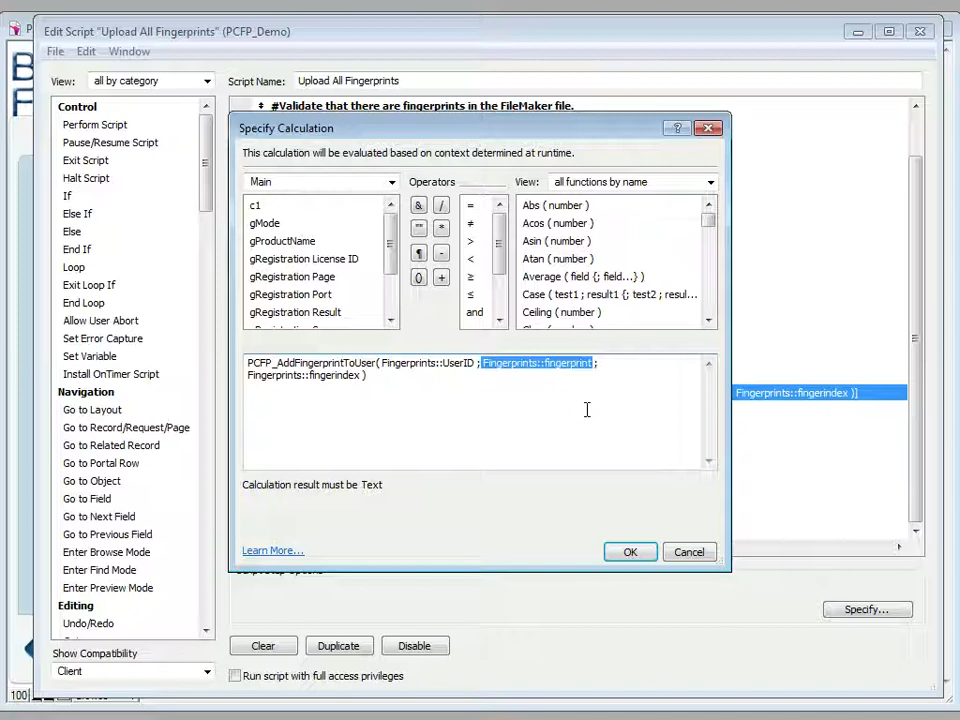 Edit Script "Upload All Fingerprints" (PCFP_Demo)
File Edit Window
View: all by category
Script Name: Upload All Fingerprints
Control
Perform Script
Pause/Resume Script
Exit Script
Halt Script
If
Else If
Else
End If
Loop
Exit Loop If
End Loop
Allow User Abort
Set Error Capture
Set Variable
Install OnTimer Script
Navigation
Go to Layout
Go to Record/Request/Page
Go to Related Record
Go to Portal Row
Go to Object
Go to Field
Go to Next Field
Go to Previous Field
Enter Browse Mode
Enter Find Mode
Enter Preview Mode
Editing
Undo/Redo
Show Compatibility
Client
#Validate that there are fingerprints in the FileMaker file.
Specify Calculation
This calculation will be evaluated based on context determined at runtime.
Main
Operators
View: all functions by name
c1
gMode
gProductName
gRegistration License ID
gRegistration Page
gRegistration Port
gRegistration Result
& /
"" *
¶ -
() +
=
≠
>
<
≥
≤
and
Abs ( number )
Acos ( number )
Asin ( number )
Atan ( number )
Average ( field {; field...} )
Case ( test1 ; result1 {; test2 ; resul...
Ceiling ( number )
PCFP_AddFingerprintToUser( Fingerprints::UserID ; Fingerprints::fingerprint ;
Fingerprints::fingerindex )
Calculation result must be Text
Learn More...
OK
Cancel
Fingerprints::fingerindex )]
Specify...
Clear
Duplicate
Disable
Run script with full access privileges
100